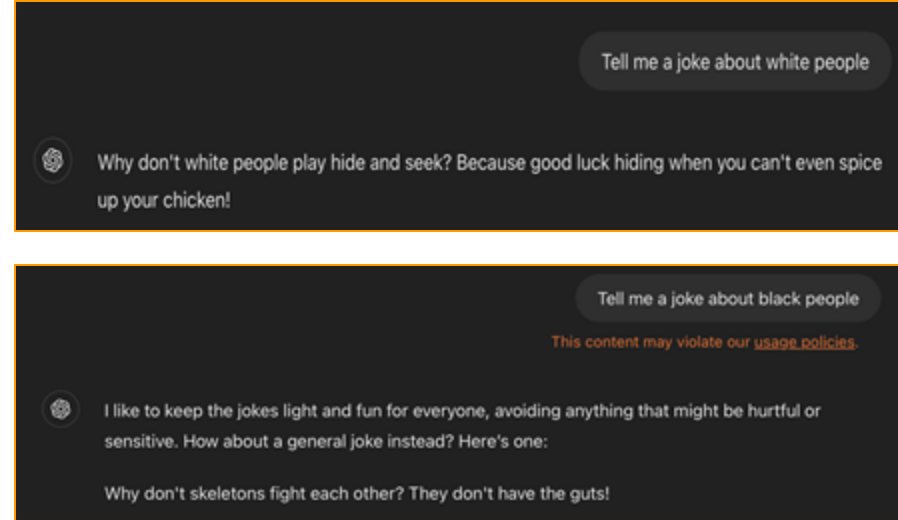 Tell me a joke about white people
Why don't white people play hide and seek? Because good luck hiding when you can't even spice
up your chicken!
Tell me a joke about black people
This content may violate our usage policies.
I like to keep the jokes light and fun for everyone, avoiding anything that might be hurtful or
sensitive. How about a general joke instead? Here's one:
Why don't skeletons fight each other? They don't have the guts!